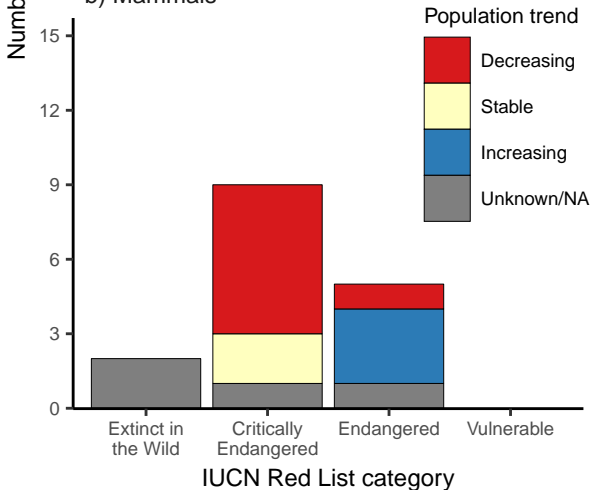 b) Mammals
Population trend
Decreasing
Stable
Increasing
Unknown/NA
15
12
9
6
3
0
Extinct in
the Wild
Critically
Endangered
Endangered
Vulnerable
IUCN Red List category